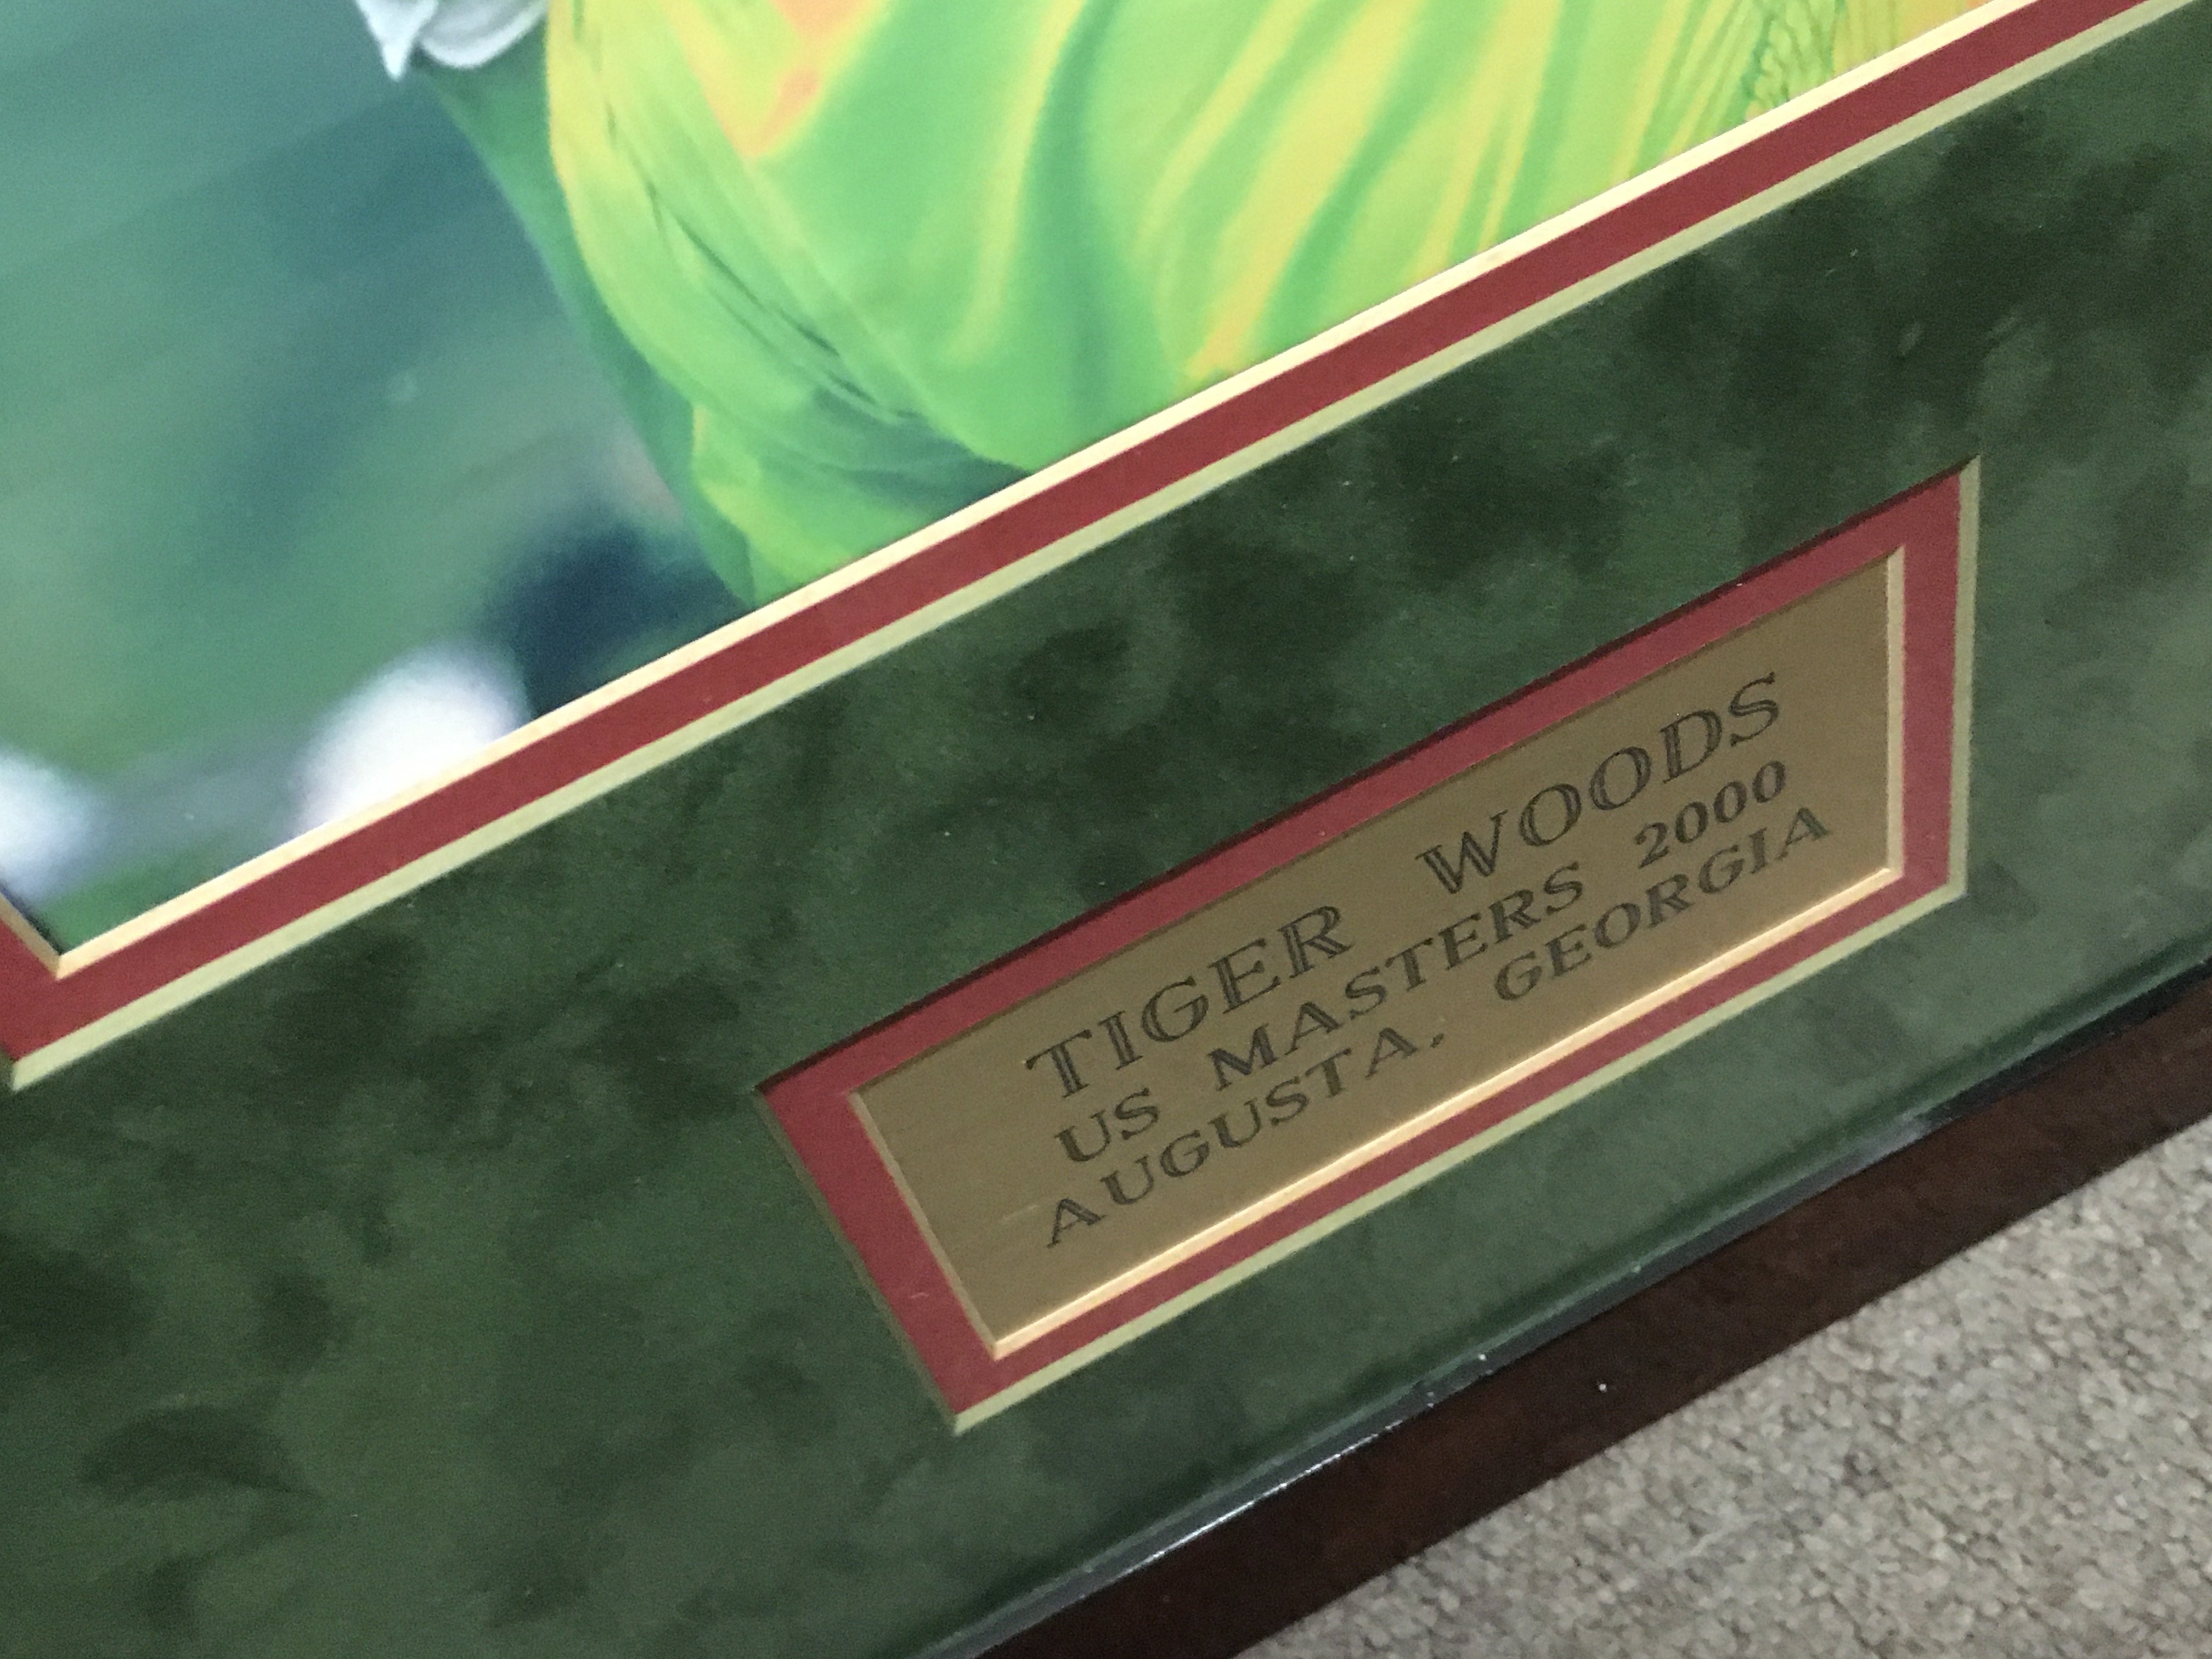 TIGER WOODS
US MASTERS 2000
AUGUSTA, GEORGIA